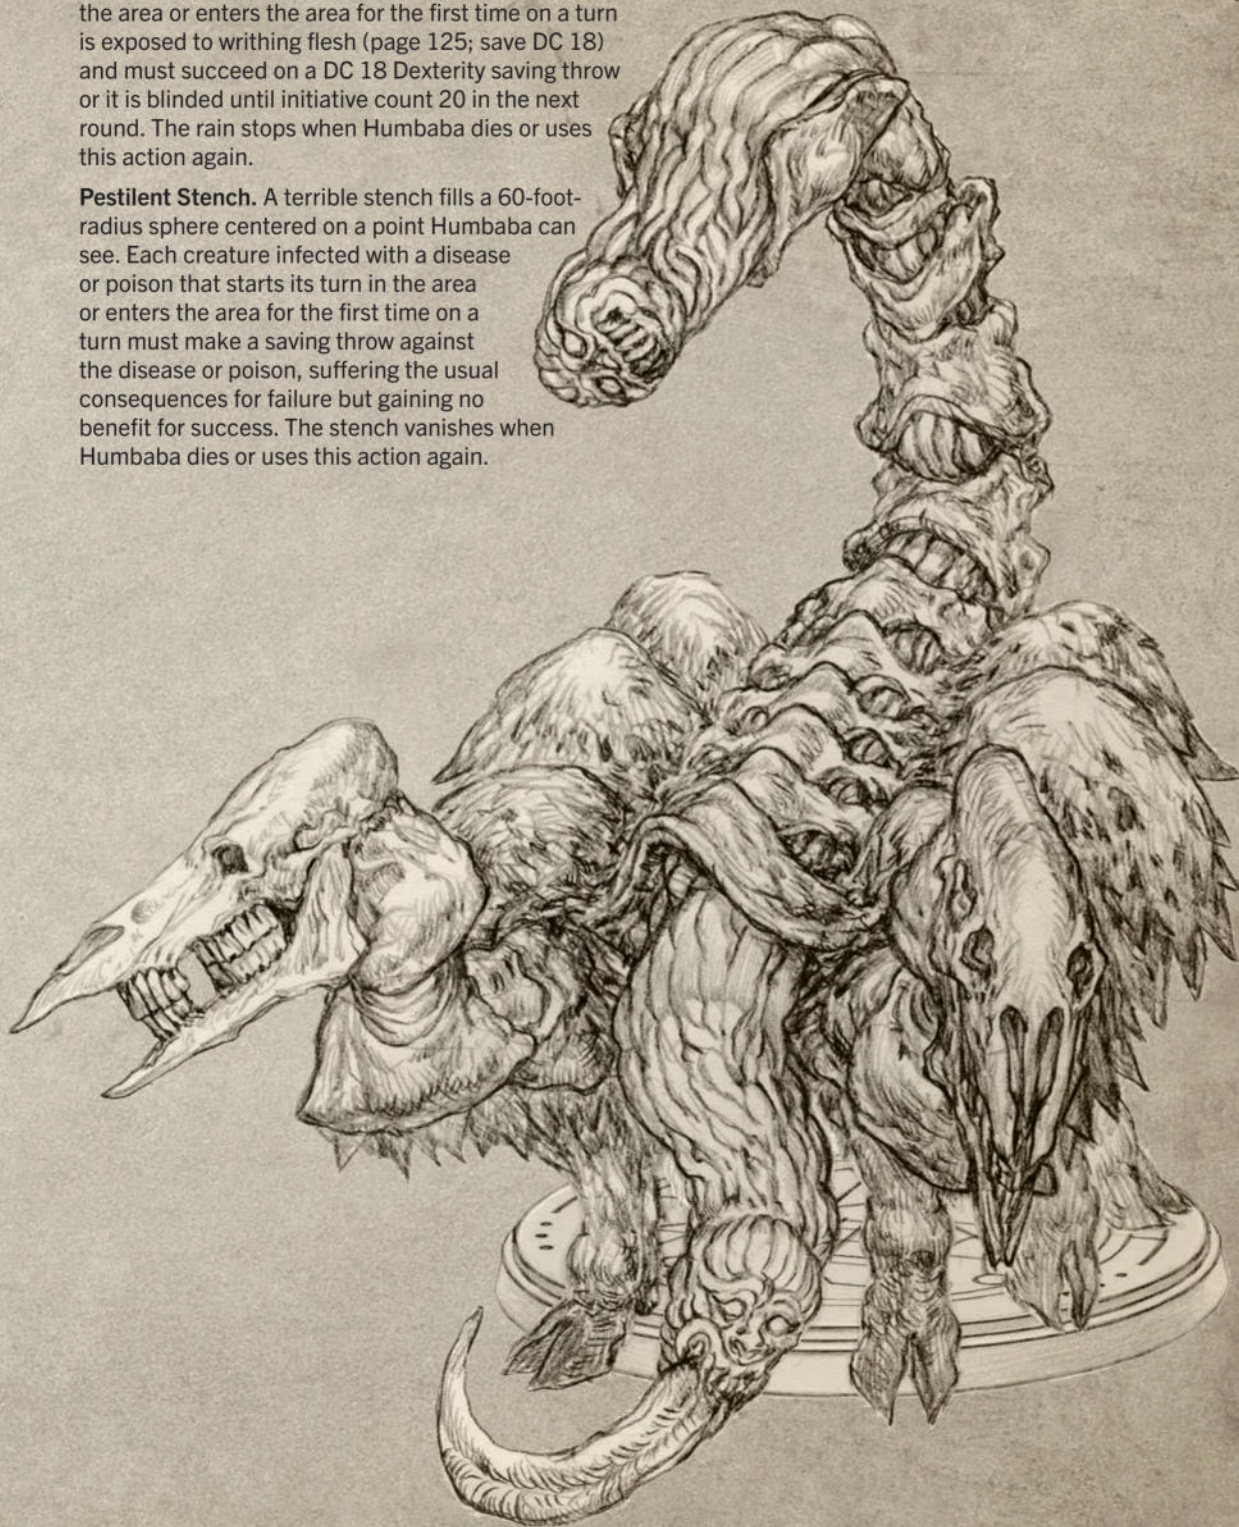 the area or enters the area for the first time on a turn
is exposed to writhing flesh (page 125; save DC 18)
and must succeed on a DC 18 Dexterity saving throw
or it is blinded until initiative count 20 in the next
round. The rain stops when Humbaba dies or uses
this action again.
Pestilent Stench. A terrible stench fills a 60-foot-
radius sphere centered on a point Humbaba can
see. Each creature infected with a disease
or poison that starts its turn in the area
or enters the area for the first time on a
turn must make a saving throw against
the disease or poison, suffering the usual
consequences for failure but gaining no
benefit for success. The stench vanishes when
Humbaba dies or uses this action again.